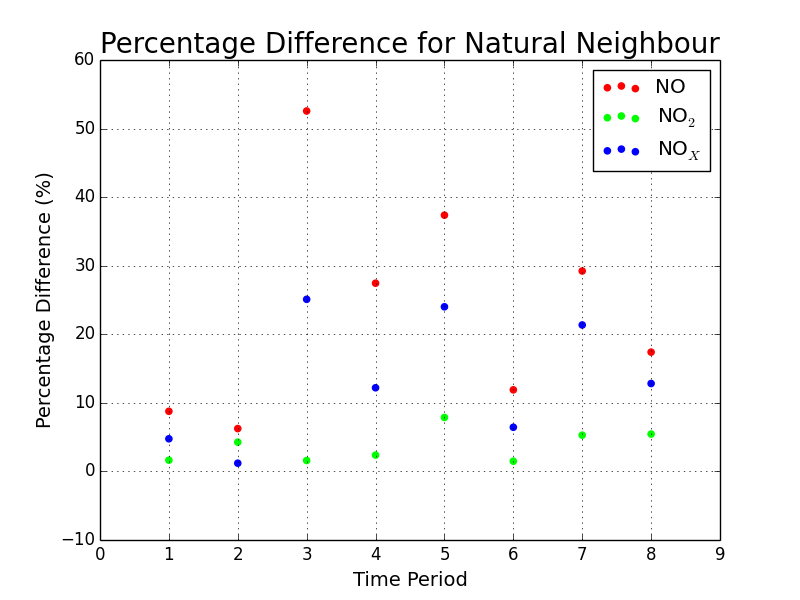 Percentage Difference for Natural Neighbour
60
50
40
30
20
10
0
−10
Percentage Difference (%)
NO
NO₂
NO_X
0 1 2 3 4 5 6 7 8 9
Time Period